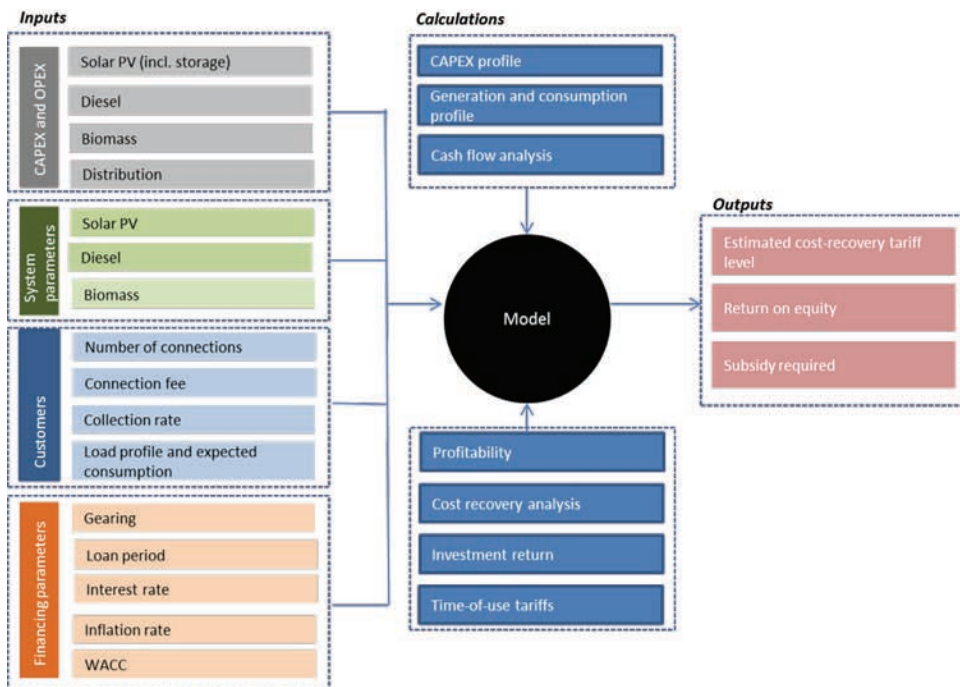 Inputs
CAPEX and OPEX
Solar PV (incl. storage)
Diesel
Biomass
Distribution
System
parameters
Solar PV
Diesel
Biomass
Customers
Number of connections
Connection fee
Collection rate
Load profile and expected
consumption
Financing parameters
Gearing
Loan period
Interest rate
Inflation rate
WACC
Calculations
CAPEX profile
Generation and consumption
profile
Cash flow analysis
Model
Profitability
Cost recovery analysis
Investment return
Time-of-use tariffs
Outputs
Estimated cost-recovery tariff
level
Return on equity
Subsidy required